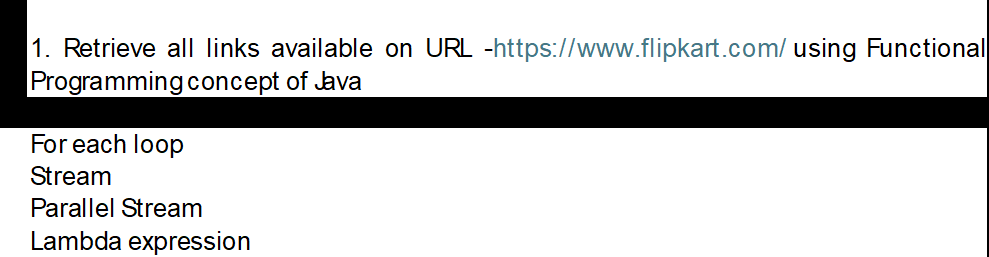 1. Retrieve all links available on URL -https://www.flipkart.com/ using Functional
Programming concept of Java
For each loop
Stream
Parallel Stream
Lambda expression